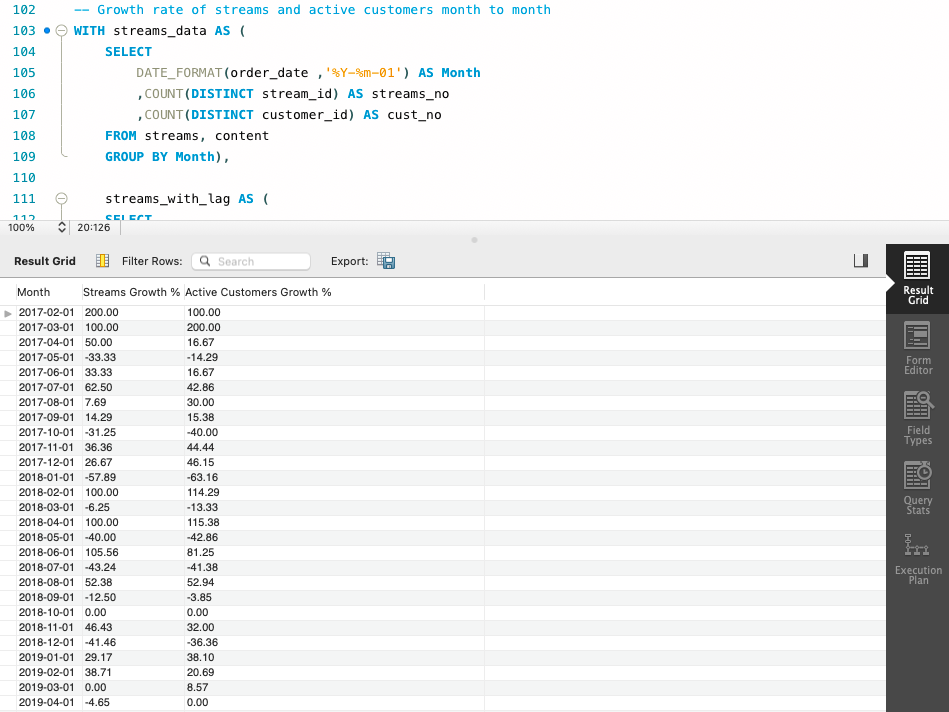 102 -- Growth rate of streams and active customers month to month
103 WITH streams_data AS (
104 SELECT
105 DATE_FORMAT(order_date ,'%Y-%m-01') AS Month
106 ,COUNT(DISTINCT stream_id) AS streams_no
107 ,COUNT(DISTINCT customer_id) AS cust_no
108 FROM streams, content
109 GROUP BY Month),
110
111 streams_with_lag AS (
112 SELECT
100% 20:126
Result Grid Filter Rows: Search Export:
Month Streams Growth % Active Customers Growth %
2017-02-01 200.00 100.00
2017-03-01 100.00 200.00
2017-04-01 50.00 16.67
2017-05-01 -33.33 -14.29
2017-06-01 33.33 16.67
2017-07-01 62.50 42.86
2017-08-01 7.69 30.00
2017-09-01 14.29 15.38
2017-10-01 -31.25 -40.00
2017-11-01 36.36 44.44
2017-12-01 26.67 46.15
2018-01-01 -57.89 -63.16
2018-02-01 100.00 114.29
2018-03-01 -6.25 -13.33
2018-04-01 100.00 115.38
2018-05-01 -40.00 -42.86
2018-06-01 105.56 81.25
2018-07-01 -43.24 -41.38
2018-08-01 52.38 52.94
2018-09-01 -12.50 -3.85
2018-10-01 0.00 0.00
2018-11-01 46.43 32.00
2018-12-01 -41.46 -36.36
2019-01-01 29.17 38.10
2019-02-01 38.71 20.69
2019-03-01 0.00 8.57
2019-04-01 -4.65 0.00
Result
Grid
Form
Editor
Field
Types
Query
Stats
Execution
Plan